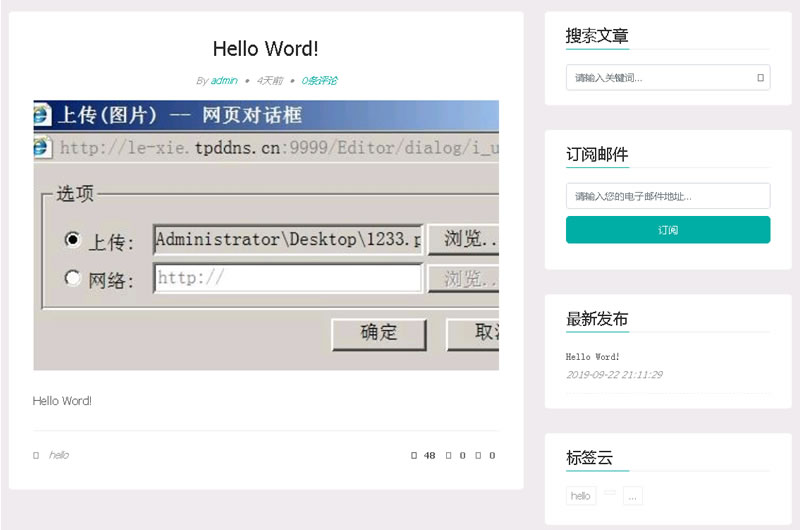 Hello Word!
By admin • 4天前 • 0条评论
上传(图片) -- 网页对话框
http://le-xie.tpddns.cn:9999/Editor/dialog/i_u
选项
上传: Administrator\Desktop\1233.p 浏览..
网络: http:// 浏览..
确定 取
Hello Word!
hello 48 0 0
搜索文章
请输入关键词...
订阅邮件
请输入您的电子邮件地址...
订阅
最新发布
Hello Word!
2019-09-22 21:11:29
标签云
hello ...